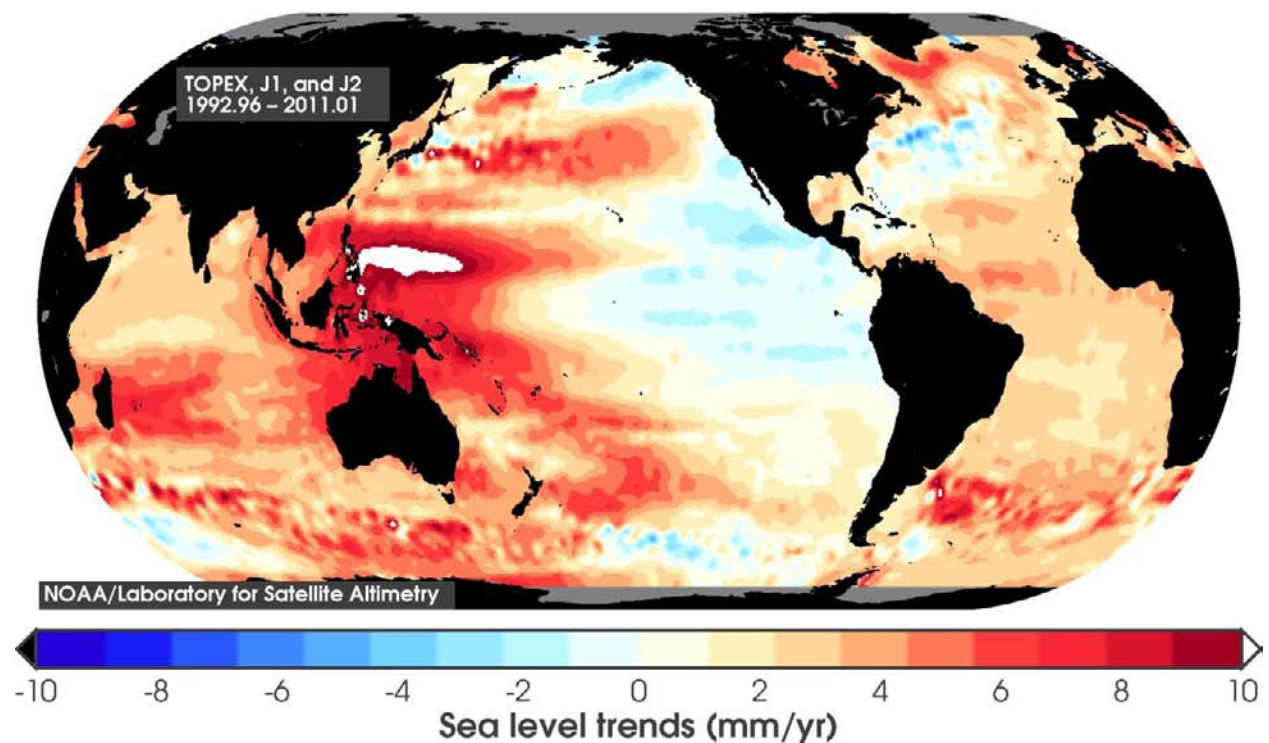 TOPEX, J1, and J2
1992.96 – 2011.01
NOAA/Laboratory for Satellite Altimetry
-10 -8 -6 -4 -2 0 2 4 6 8 10
Sea level trends (mm/yr)